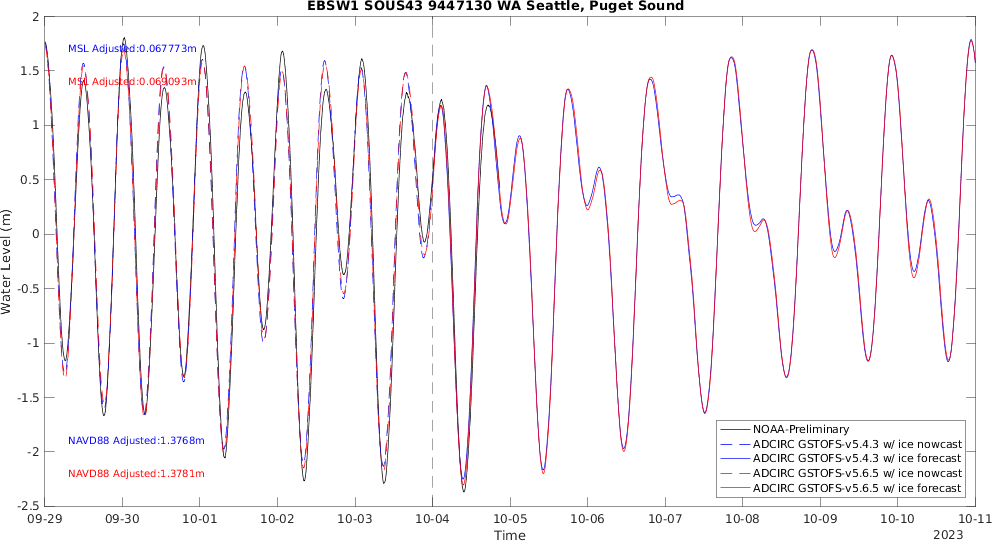 EBSW1 SOUS43 9447130 WA Seattle, Puget Sound
MSL Adjusted:0.067773m
MSL Adjusted:0.069093m
NAVD88 Adjusted:1.3768m
NAVD88 Adjusted:1.3781m
Water Level (m)
2
1.5
1
0.5
0
-0.5
-1
-1.5
-2
-2.5
NOAA-Preliminary
ADCIRC GSTOFS-v5.4.3 w/ ice nowcast
ADCIRC GSTOFS-v5.4.3 w/ ice forecast
ADCIRC GSTOFS-v5.6.5 w/ ice nowcast
ADCIRC GSTOFS-v5.6.5 w/ ice forecast
09-29 09-30 10-01 10-02 10-03 10-04 10-05 10-06 10-07 10-08 10-09 10-10 10-11
Time
2023